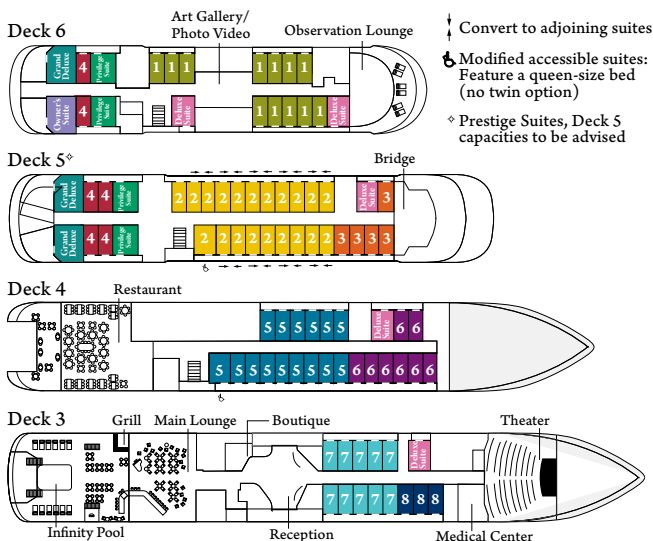 Art Gallery/
Photo Video
Observation Lounge
Deck 6
Grand
Deluxe
4
Privilege
Suite
1 1 1
1 1 1 1
Owner's
Suite
4
Privilege
Suite
Deluxe
Suite
1 1 1 1 1
Deluxe
Suite
Convert to adjoining suites
Modified accessible suites:
Feature a queen-size bed
(no twin option)
✧ Prestige Suites, Deck 5
capacities to be advised
Deck 5✧
Bridge
Grand
Deluxe
4 4
Privilege
Suite
2 2 2 2 2 2 2 2 2 2 2
Deluxe
Suite
3
Grand
Deluxe
4 4
Privilege
Suite
2 2 2 2 2 2 2 2 2 2 3 3 3 3
Deck 4
Restaurant
5 5 5 5 5 5
Deluxe
Suite
6 6
5 5 5 5 5 5 5 5 5 6 6 6 6 6 6
Deck 3
Grill
Main Lounge
Boutique
Theater
7 7 7 7 7
Deluxe
Suite
7 7 7 7 7 8 8 8
Infinity Pool
Reception
Medical Center